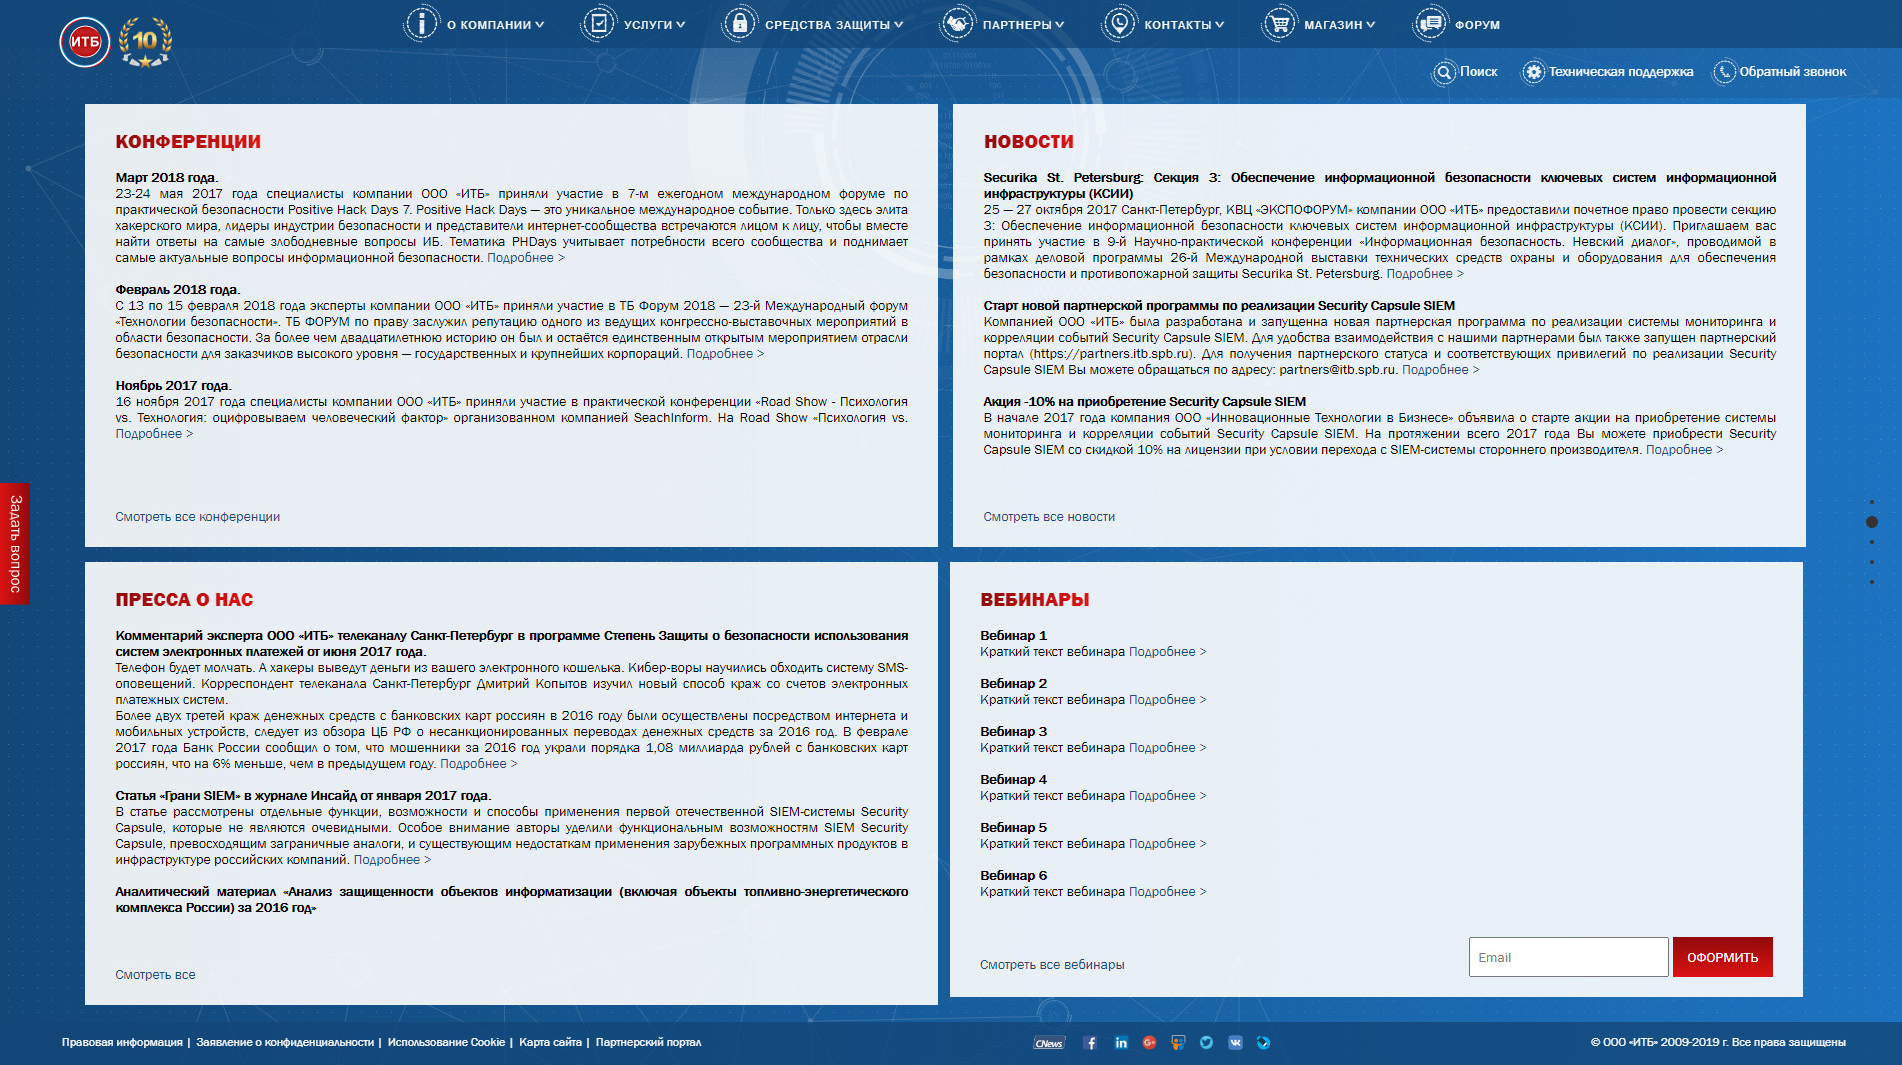 ИТБ
10
О КОМПАНИИ
УСЛУГИ
СРЕДСТВА ЗАЩИТЫ
ПАРТНЕРЫ
КОНТАКТЫ
МАГАЗИН
ФОРУМ
Поиск
Техническая поддержка
Обратный звонок
КОНФЕРЕНЦИИ
Март 2018 года.
23-24 мая 2017 года специалисты компании ООО «ИТБ» приняли участие в 7-м ежегодном международном форуме по
практической безопасности Positive Hack Days 7. Positive Hack Days — это уникальное международное событие. Только здесь элита
хакерского мира, лидеры индустрии безопасности и представители интернет-сообщества встречаются лицом к лицу, чтобы вместе
найти ответы на самые злободневные вопросы ИБ. Тематика PHDays учитывает потребности всего сообщества и поднимает
самые актуальные вопросы информационной безопасности. Подробнее >
Февраль 2018 года.
С 13 по 15 февраля 2018 года эксперты компании ООО «ИТБ» приняли участие в ТБ Форум 2018 — 23-й Международный форум
«Технологии безопасности». ТБ ФОРУМ по праву заслужил репутацию одного из ведущих конгрессно-выставочных мероприятий в
области безопасности. За более чем двадцатилетнюю историю он был и остаётся единственным открытым мероприятием отрасли
безопасности для заказчиков высокого уровня — государственных и крупнейших корпораций. Подробнее >
Ноябрь 2017 года.
16 ноября 2017 года специалисты компании ООО «ИТБ» приняли участие в практической конференции «Road Show - Психология
vs. Технология: оцифровываем человеческий фактор» организованном компанией SeachInform. На Road Show «Психология vs.
Подробнее >
Смотреть все конференции
НОВОСТИ
Securika St. Petersburg: Секция 3: Обеспечение информационной безопасности ключевых систем информационной
инфраструктуры (КСИИ)
25 — 27 октября 2017 Санкт-Петербург, КВЦ «ЭКСПОФОРУМ» компании ООО «ИТБ» предоставили почетное право провести секцию
3: Обеспечение информационной безопасности ключевых систем информационной инфраструктуры (КСИИ). Приглашаем вас
принять участие в 9-й Научно-практической конференции «Информационная безопасность. Невский диалог», проводимой в
рамках деловой программы 26-й Международной выставки технических средств охраны и оборудования для обеспечения
безопасности и противопожарной защиты Securika St. Petersburg. Подробнее >
Старт новой партнерской программы по реализации Security Capsule SIEM
Компанией ООО «ИТБ» была разработана и запущенна новая партнерская программа по реализации системы мониторинга и
корреляции событий Security Capsule SIEM. Для удобства взаимодействия с нашими партнерами был также запущен партнерский
портал (https://partners.itb.spb.ru). Для получения партнерского статуса и соответствующих привилегий по реализации Security
Capsule SIEM Вы можете обращаться по адресу: partners@itb.spb.ru. Подробнее >
Акция -10% на приобретение Security Capsule SIEM
В начале 2017 года компания ООО «Инновационные Технологии в Бизнесе» объявила о старте акции на приобретение системы
мониторинга и корреляции событий Security Capsule SIEM. На протяжении всего 2017 года Вы можете приобрести Security
Capsule SIEM со скидкой 10% на лицензии при условии перехода с SIEM-системы стороннего производителя. Подробнее >
Смотреть все новости
Задать вопрос
ПРЕССА О НАС
Комментарий эксперта ООО «ИТБ» телеканалу Санкт-Петербург в программе Степень Защиты о безопасности использования
систем электронных платежей от июня 2017 года.
Телефон будет молчать. А хакеры выведут деньги из вашего электронного кошелька. Кибер-воры научились обходить систему SMS-
оповещений. Корреспондент телеканала Санкт-Петербург Дмитрий Копытов изучил новый способ краж со счетов электронных
платежных систем.
Более двух третей краж денежных средств с банковских карт россиян в 2016 году были осуществлены посредством интернета и
мобильных устройств, следует из обзора ЦБ РФ о несанкционированных переводах денежных средств за 2016 год. В феврале
2017 года Банк России сообщил о том, что мошенники за 2016 год украли порядка 1,08 миллиарда рублей с банковских карт
россиян, что на 6% меньше, чем в предыдущем году. Подробнее >
Статья «Грани SIEM» в журнале Инсайд от января 2017 года.
В статье рассмотрены отдельные функции, возможности и способы применения первой отечественной SIEM-системы Security
Capsule, которые не являются очевидными. Особое внимание авторы уделили функциональным возможностям SIEM Security
Capsule, превосходящим заграничные аналоги, и существующим недостаткам применения зарубежных программных продуктов в
инфраструктуре российских компаний. Подробнее >
Аналитический материал «Анализ защищенности объектов информатизации (включая объекты топливно-энергетического
комплекса России) за 2016 год»
Смотреть все
ВЕБИНАРЫ
Вебинар 1
Краткий текст вебинара Подробнее >
Вебинар 2
Краткий текст вебинара Подробнее >
Вебинар 3
Краткий текст вебинара Подробнее >
Вебинар 4
Краткий текст вебинара Подробнее >
Вебинар 5
Краткий текст вебинара Подробнее >
Вебинар 6
Краткий текст вебинара Подробнее >
Смотреть все вебинары
Email
ОФОРМИТЬ
Правовая информация | Заявление о конфиденциальности | Использование Cookie | Карта сайта | Партнерский портал
CNews
© ООО «ИТБ» 2009-2019 г. Все права защищены